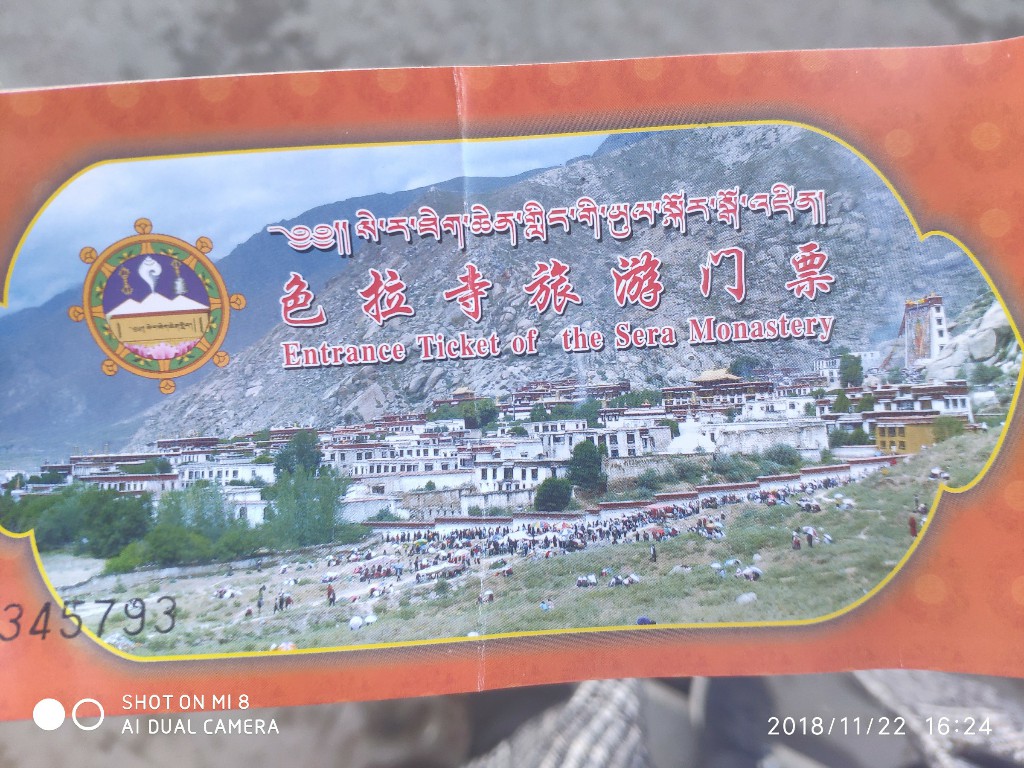 ༄༅།། སེ་ར་ཐེག་ཆེན་གླིང་གི་ཡུལ་སྐོར་སྤྲོ་འཛིན།
色拉寺旅游门票
Entrance Ticket of the Sera Monastery
345793
SHOT ON MI 8
AI DUAL CAMERA
2018/11/22 16:24